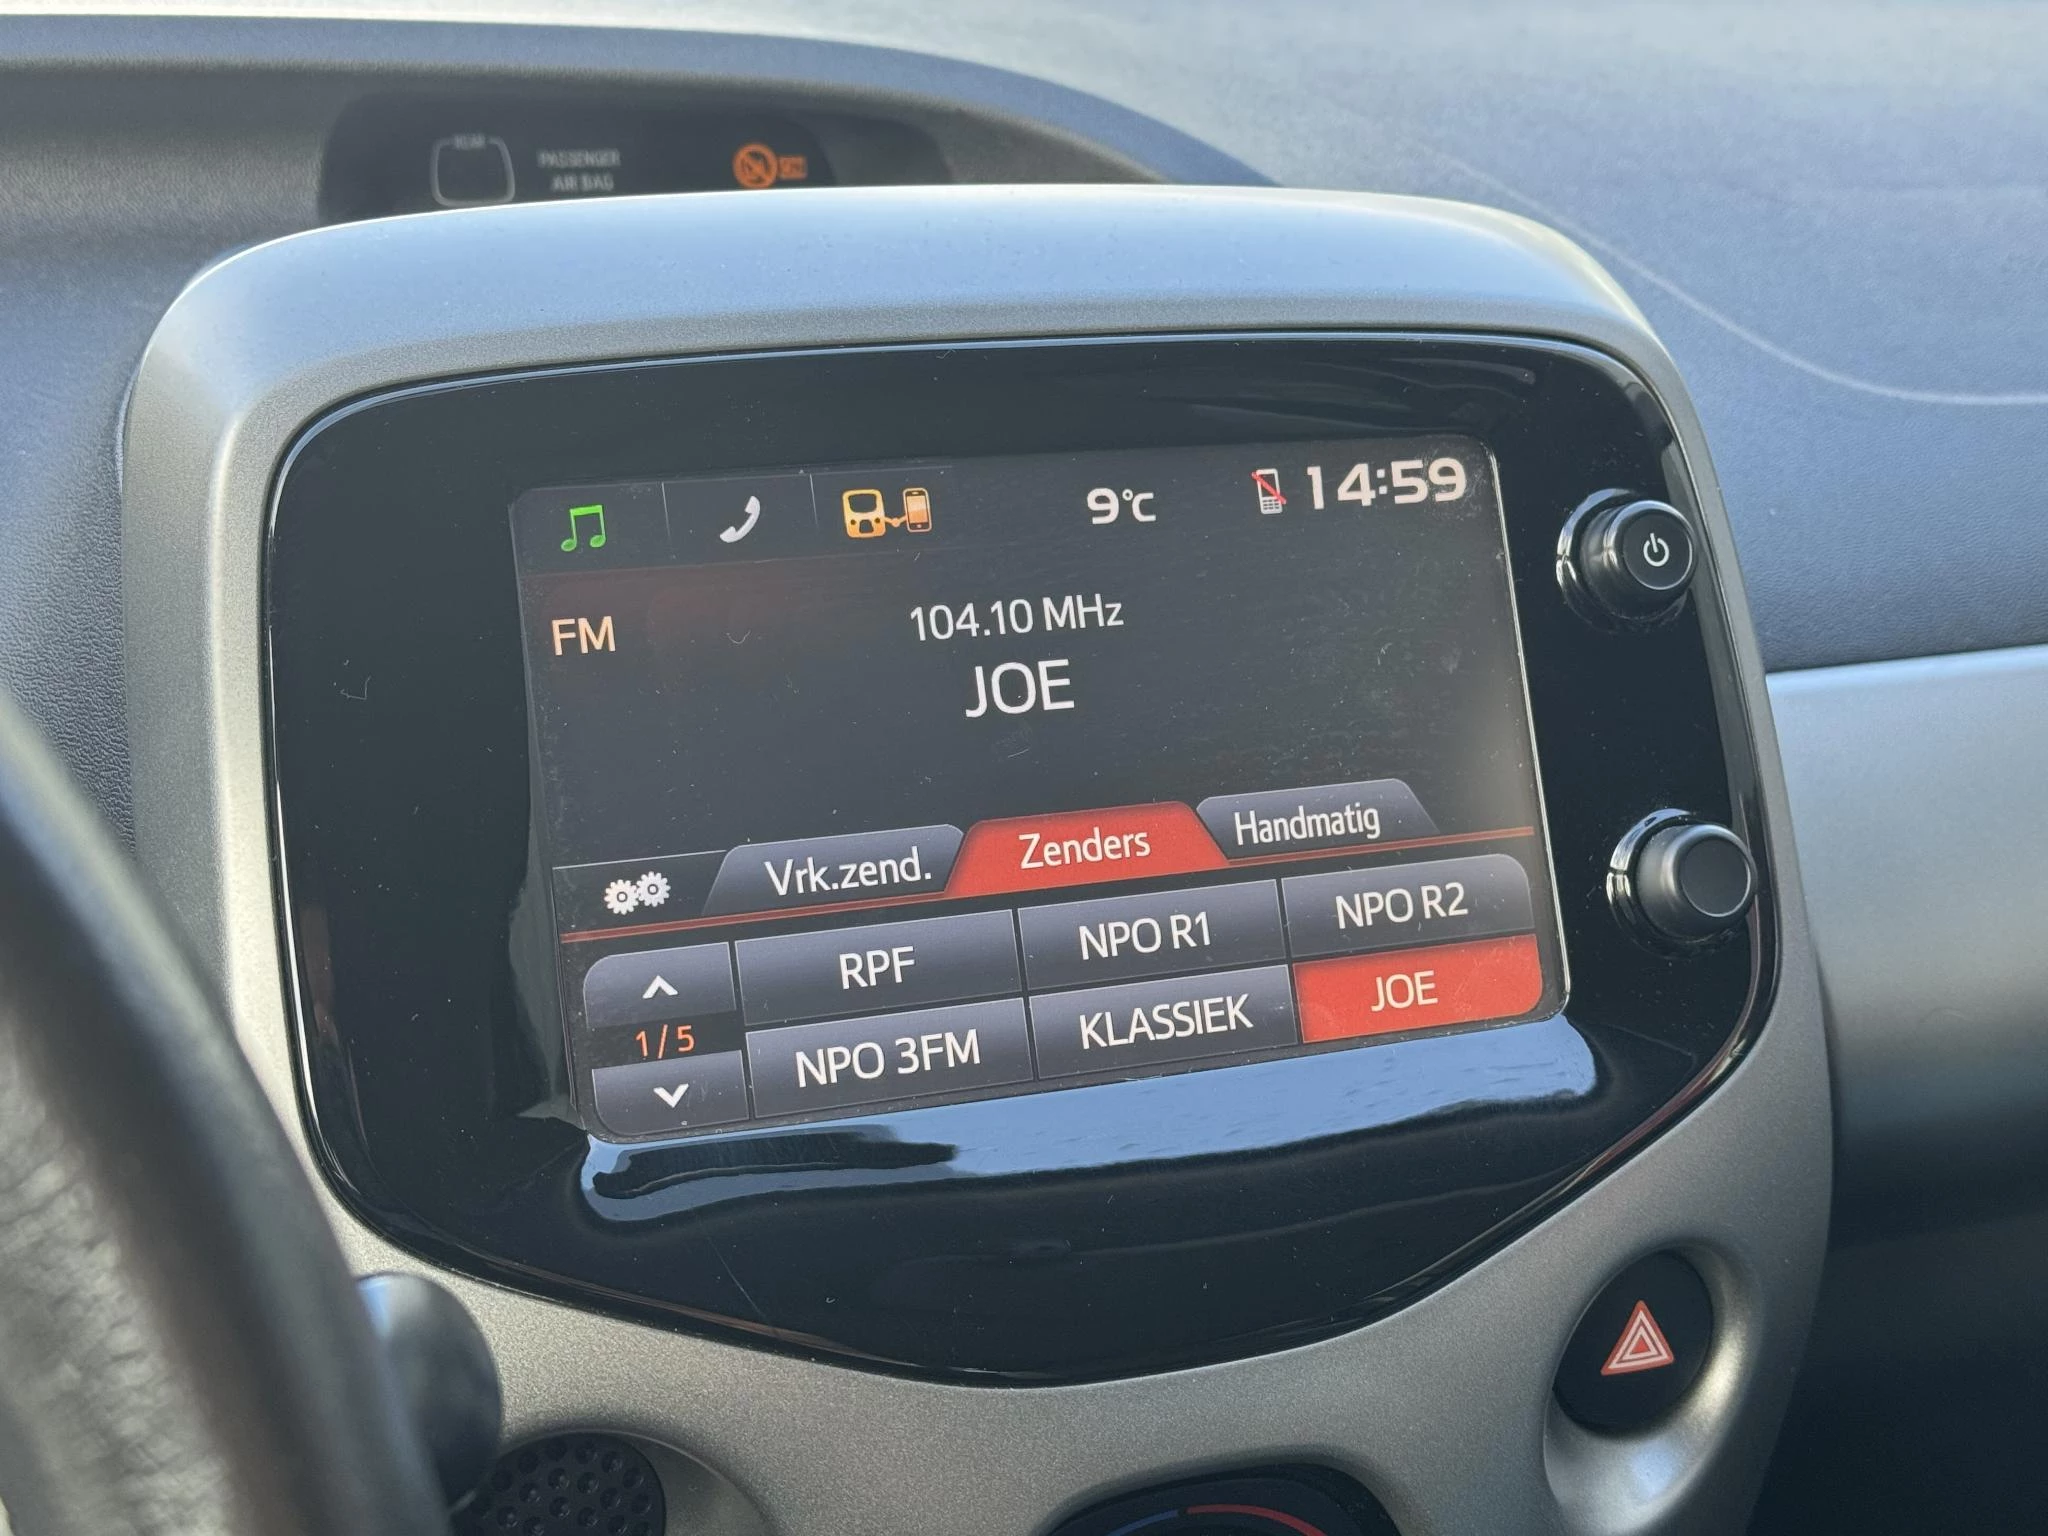 REAR
PASSENGER
AIR BAG
9°C
14:59
FM
104.10 MHz
JOE
Vrk.zend.
Zenders
Handmatig
RPF
NPO R1
NPO R2
1/5
NPO 3FM
KLASSIEK
JOE